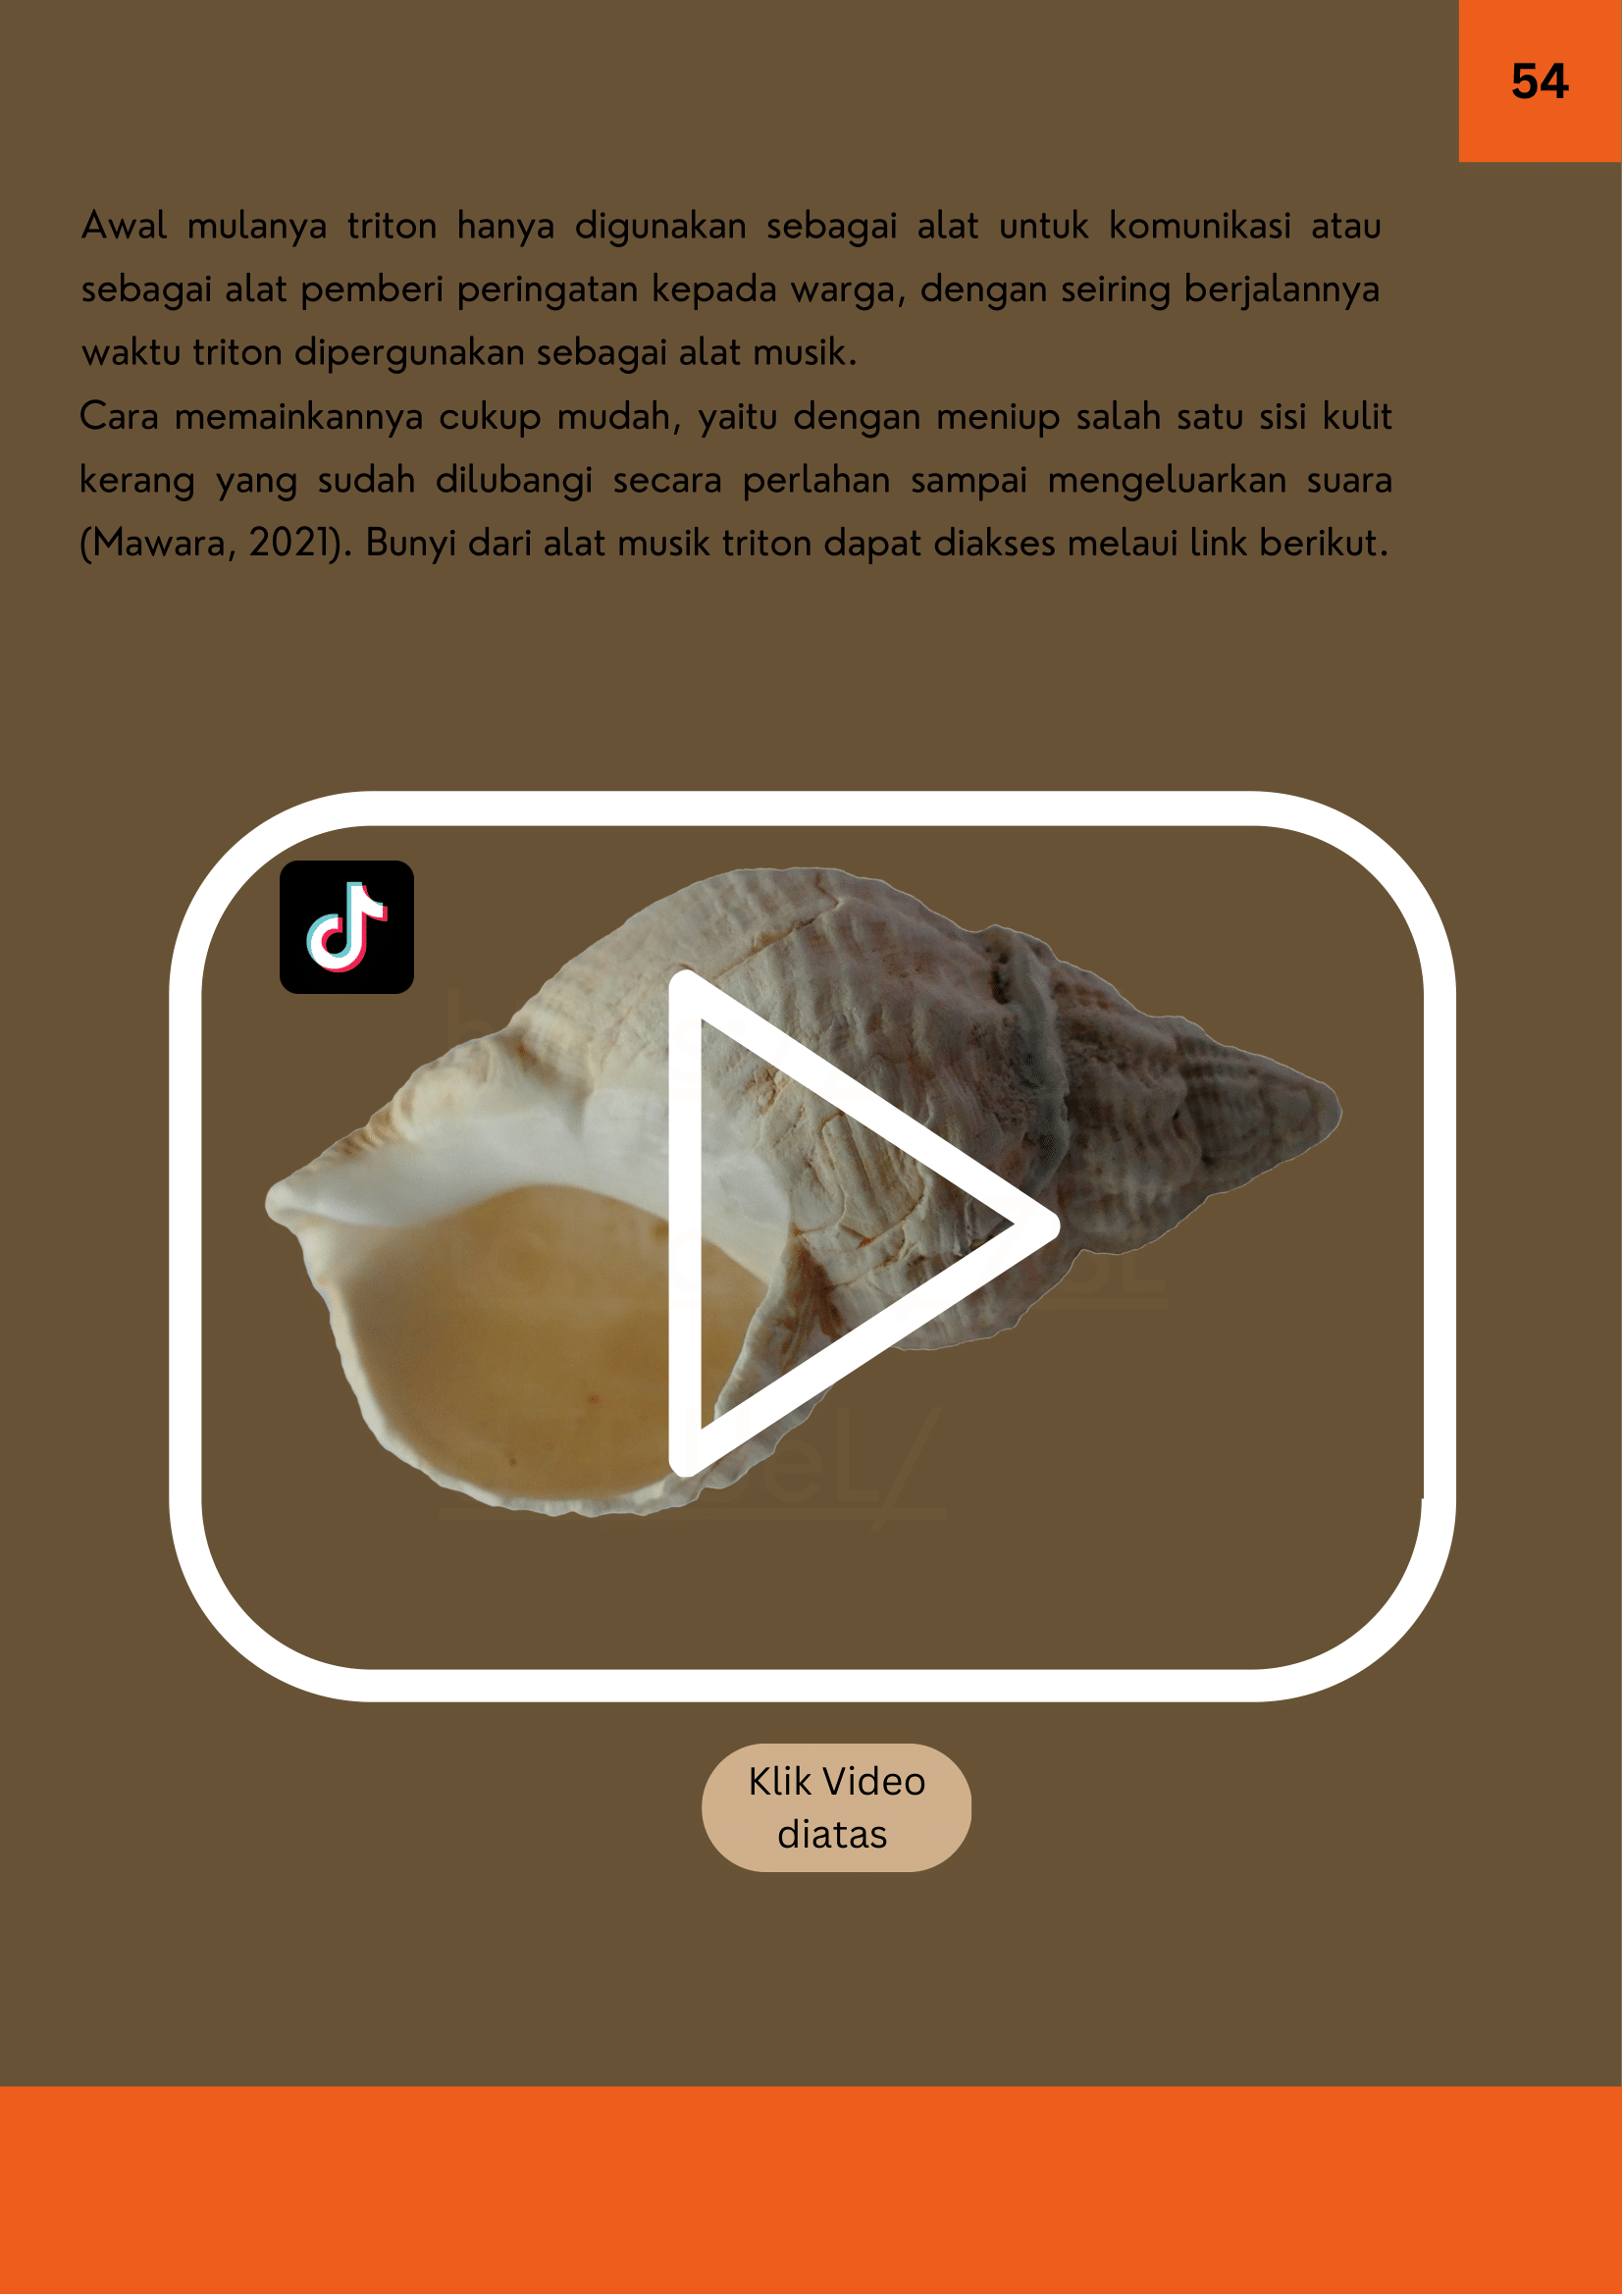 54
Awal mulanya triton hanya digunakan sebagai alat untuk komunikasi atau
sebagai alat pemberi peringatan kepada warga, dengan seiring berjalannya
waktu triton dipergunakan sebagai alat musik.
Cara memainkannya cukup mudah, yaitu dengan meniup salah satu sisi kulit
kerang yang sudah dilubangi secara perlahan sampai mengeluarkan suara
(Mawara, 2021). Bunyi dari alat musik triton dapat diakses melaui link berikut.
Klik Video
diatas